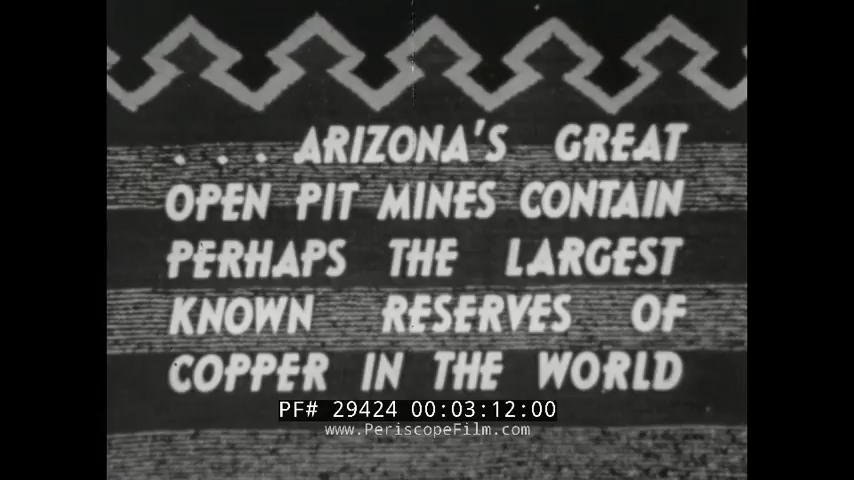 . . . ARIZONA'S GREAT
OPEN PIT MINES CONTAIN
PERHAPS THE LARGEST
KNOWN RESERVES OF
COPPER IN THE WORLD
PF# 29424 00:03:12:00
www.PeriscopeFilm.com